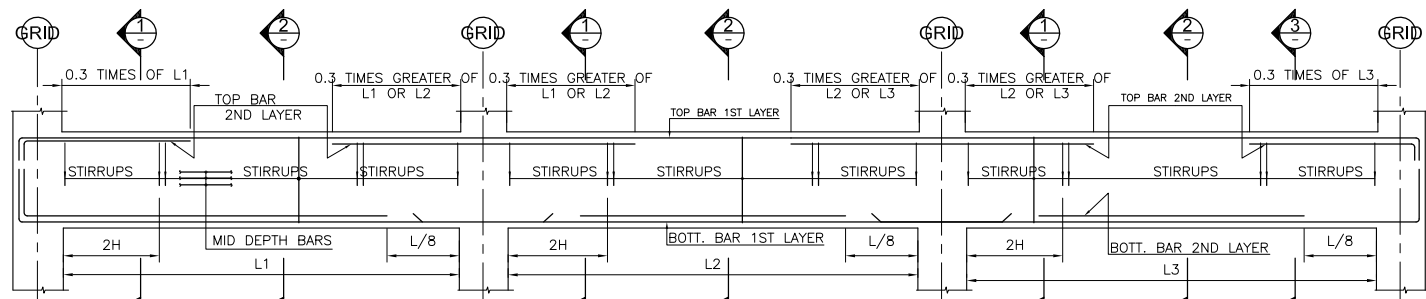 GRID
1
-
2
-
GRID
1
-
2
-
GRID
1
-
2
-
3
-
GRID
0.3 TIMES OF L1
0.3 TIMES GREATER OF
L1 OR L2
0.3 TIMES GREATER OF
L1 OR L2
0.3 TIMES GREATER OF
L2 OR L3
0.3 TIMES GREATER OF
L2 OR L3
0.3 TIMES OF L3
TOP BAR
2ND LAYER
TOP BAR 1ST LAYER
TOP BAR 2ND LAYER
STIRRUPS
STIRRUPS
STIRRUPS
STIRRUPS
STIRRUPS
STIRRUPS
STIRRUPS
STIRRUPS
STIRRUPS
2H
MID DEPTH BARS
L/8
2H
BOTT. BAR 1ST LAYER
L/8
2H
BOTT. BAR 2ND LAYER
L/8
L1
L2
L3